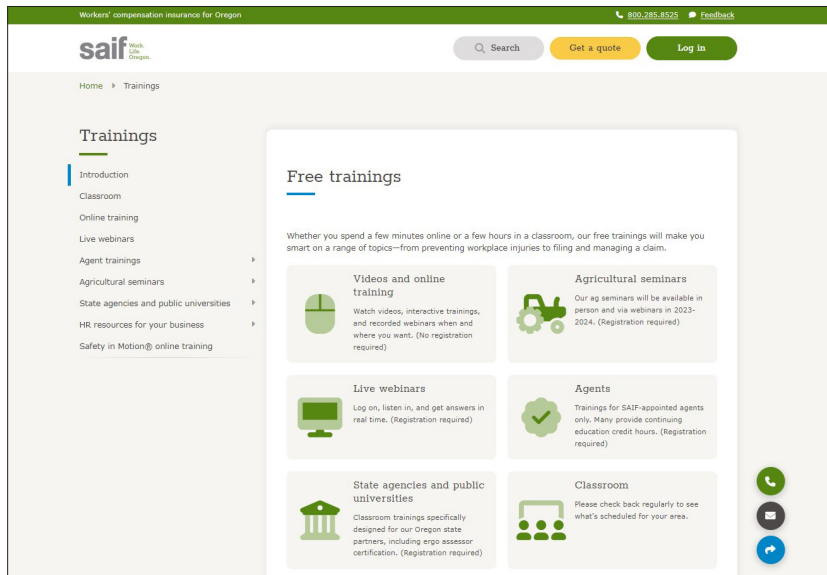 Workers' compensation insurance for Oregon
800.285.8525
Feedback
saif
Work.
Life.
Oregon.
Search
Get a quote
Log in
Home
Trainings
Trainings
Introduction
Classroom
Online training
Live webinars
Agent trainings
Agricultural seminars
State agencies and public universities
HR resources for your business
Safety in Motion® online training
Free trainings
Whether you spend a few minutes online or a few hours in a classroom, our free trainings will make you
smart on a range of topics—from preventing workplace injuries to filing and managing a claim.
Videos and online
training
Watch videos, interactive trainings,
and recorded webinars when and
where you want. (No registration
required)
Agricultural seminars
Our ag seminars will be available in
person and via webinars in 2023-
2024. (Registration required)
Live webinars
Log on, listen in, and get answers in
real time. (Registration required)
Agents
Trainings for SAIF-appointed agents
only. Many provide continuing
education credit hours. (Registration
required)
State agencies and public
universities
Classroom trainings specifically
designed for our Oregon state
partners, including ergo assessor
certification. (Registration required)
Classroom
Please check back regularly to see
what's scheduled for your area.